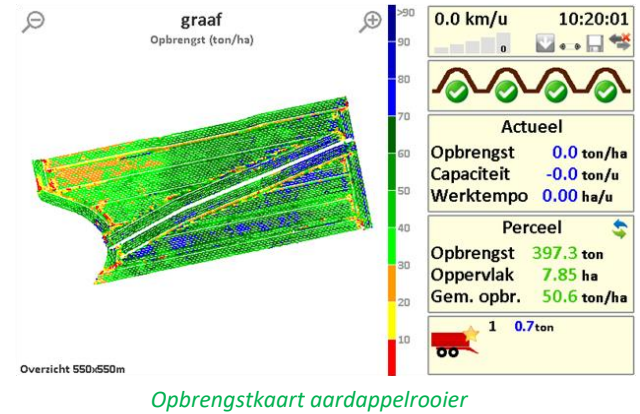 graaf
Opbrengst (ton/ha)
>90
90
80
70
60
50
40
30
20
10
Overzicht 550x550m
0.0 km/u 10:20:01
0
Actueel
Opbrengst 0.0 ton/ha
Capaciteit -0.0 ton/u
Werktempo 0.00 ha/u
Perceel
Opbrengst 397.3 ton
Oppervlak 7.85 ha
Gem. opbr. 50.6 ton/ha
1 0.7 ton
Opbrengstkaart aardappelrooier